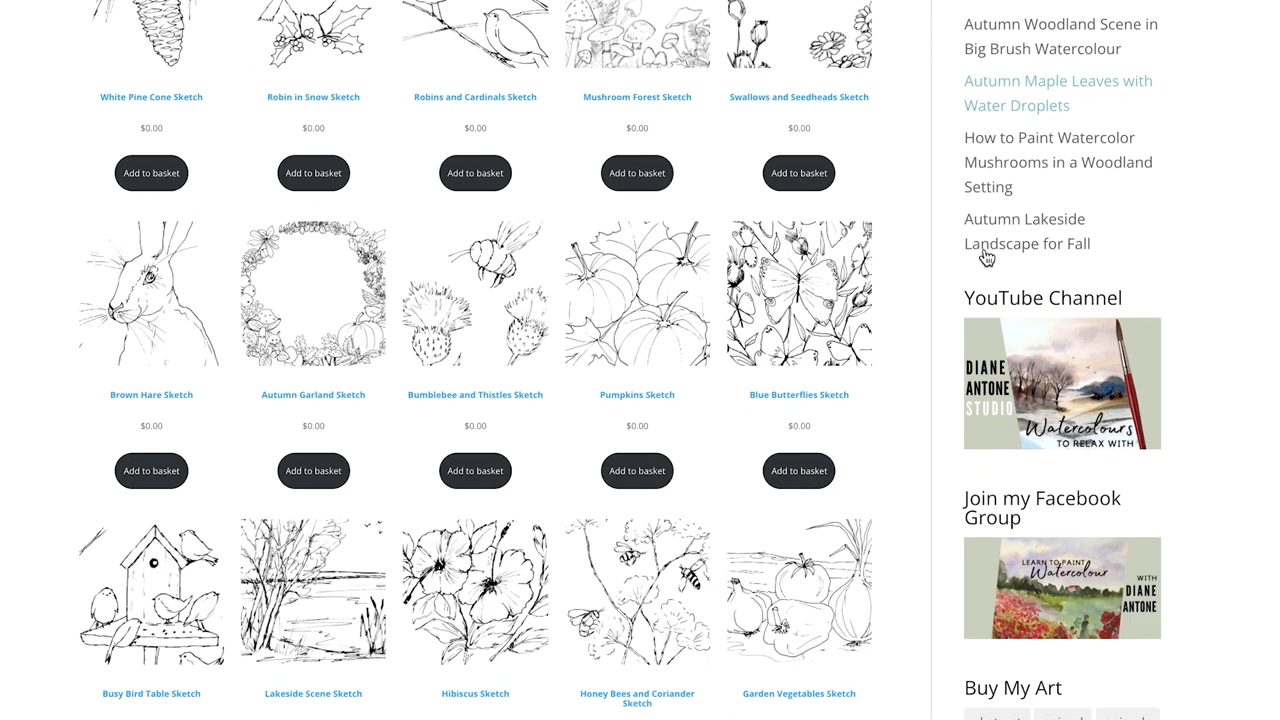 White Pine Cone Sketch
Robin in Snow Sketch
Robins and Cardinals Sketch
Mushroom Forest Sketch
Swallows and Seedheads Sketch
$0.00
$0.00
$0.00
$0.00
$0.00
Add to basket
Add to basket
Add to basket
Add to basket
Add to basket
Brown Hare Sketch
Autumn Garland Sketch
Bumblebee and Thistles Sketch
Pumpkins Sketch
Blue Butterflies Sketch
$0.00
$0.00
$0.00
$0.00
$0.00
Add to basket
Add to basket
Add to basket
Add to basket
Add to basket
Busy Bird Table Sketch
Lakeside Scene Sketch
Hibiscus Sketch
Honey Bees and Coriander
Sketch
Garden Vegetables Sketch
Autumn Woodland Scene in
Big Brush Watercolour
Autumn Maple Leaves with
Water Droplets
How to Paint Watercolor
Mushrooms in a Woodland
Setting
Autumn Lakeside
Landscape for Fall
YouTube Channel
DIANE
ANTONE
STUDIO
Watercolours
TO RELAX WITH
Join my Facebook
Group
LEARN TO PAINT
Watercolour
WITH
DIANE
ANTONE
Buy My Art